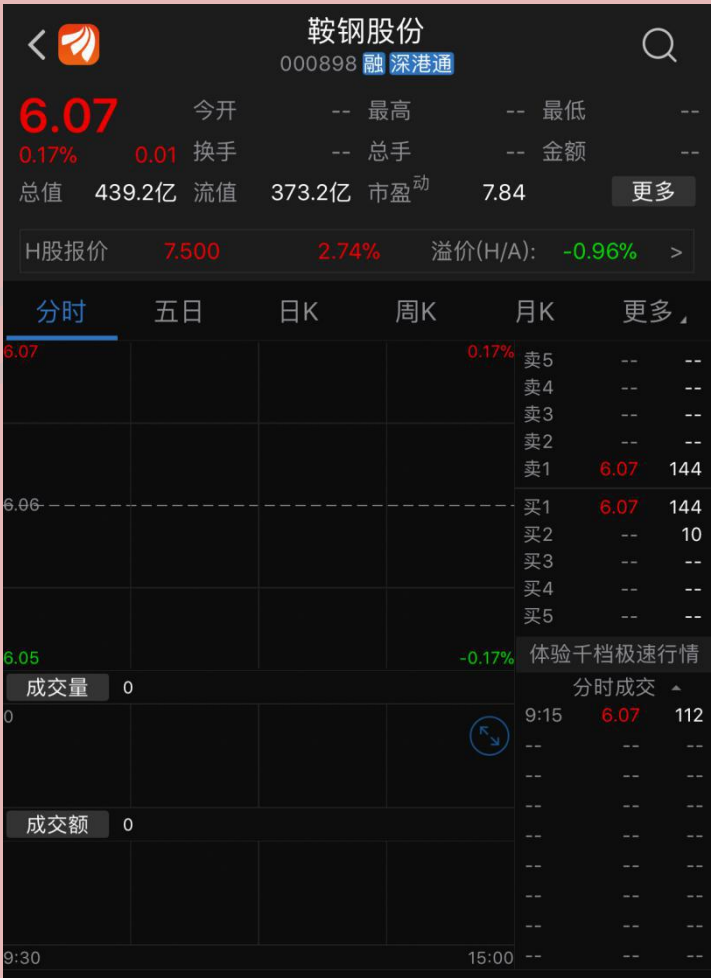 鞍钢股份
000898 融 深港通
6.07 今开 -- 最高 -- 最低 --
0.17% 0.01 换手 -- 总手 -- 金额 --
总值 439.2亿 流值 373.2亿 市盈动 7.84 更多
H股报价 7.500 2.74% 溢价(H/A): -0.96% >
分时 五日 日K 周K 月K 更多
6.07 0.17%
6.06
6.05 -0.17%
卖5 -- --
卖4 -- --
卖3 -- --
卖2 -- --
卖1 6.07 144
买1 6.07 144
买2 -- 10
买3 -- --
买4 -- --
买5 -- --
体验千档极速行情
成交量 0
0
分时成交
9:15 6.07 112
-- -- --
-- -- --
-- -- --
-- -- --
-- -- --
-- -- --
-- -- --
-- -- --
成交额 0
9:30 15:00